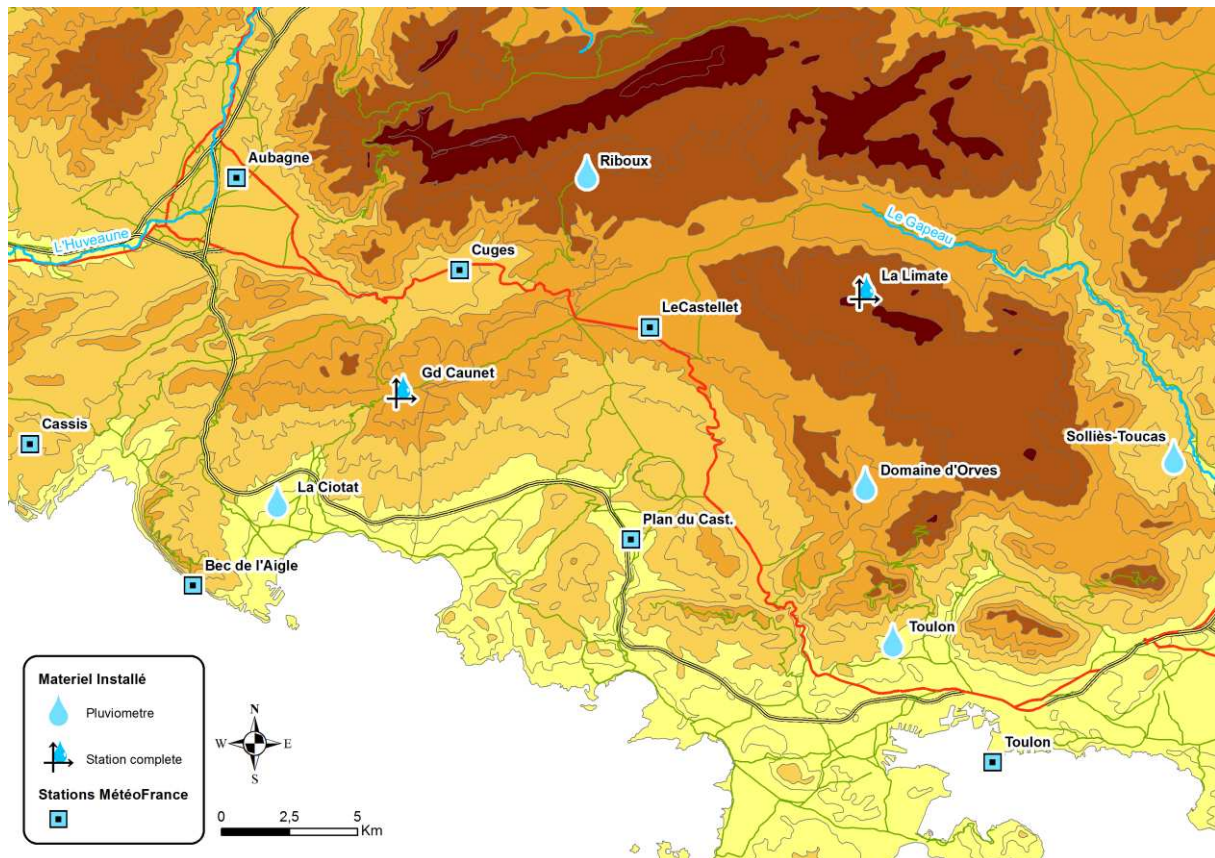 Aubagne
Riboux
L'Huveaune
Le Gapeau
Cuges
La Limate
LeCastellet
Gd Caunet
Cassis
Solliès-Toucas
Domaine d'Orves
La Ciotat
Plan du Cast.
Bec de l'Aigle
Toulon
Materiel Installé
Pluviometre
Station complete
Stations MétéoFrance
N
W
E
S
0
2,5
5
Km
Toulon